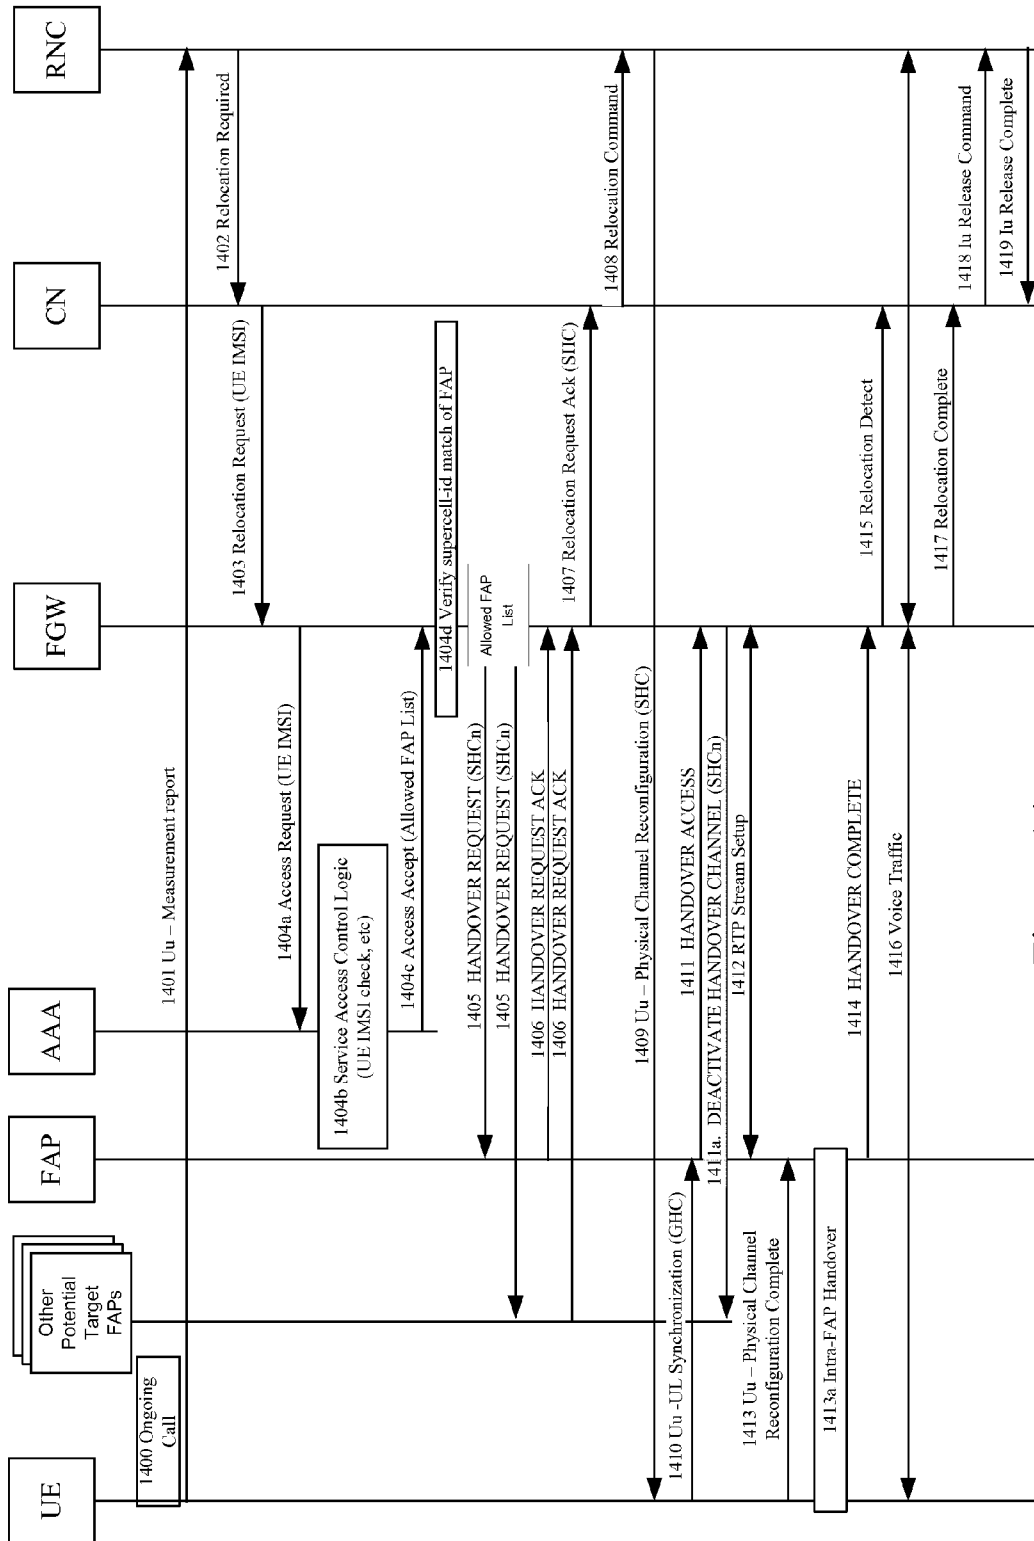 UE
Other
Potential
Target
FAPs
FAP
AAA
FGW
CN
RNC
1400 Ongoing
Call
1401 Uu – Measurement report
1402 Relocation Required
1403 Relocation Request (UE IMSI)
1404a Access Request (UE IMSI)
1404b Service Access Control Logic
(UE IMSI check, etc)
1404c Access Accept (Allowed FAP List)
1404d Verify supercell-id match of FAP
1405 HANDOVER REQUEST (SHCn)
Allowed FAP
List
1405 HANDOVER REQUEST (SHCn)
1406 HANDOVER REQUEST ACK
1406 HANDOVER REQUEST ACK
1407 Relocation Request Ack (SHC)
1408 Relocation Command
1409 Uu – Physical Channel Reconfiguration (SHC)
1410 Uu -UL Synchronization (GHC)
1411 HANDOVER ACCESS
1411a. DEACTIVATE HANDOVER CHANNEL (SHCn)
1412 RTP Stream Setup
1413 Uu – Physical Channel
Reconfiguration Complete
1413a Intra-FAP Handover
1414 HANDOVER COMPLETE
1415 Relocation Detect
1416 Voice Traffic
1417 Relocation Complete
1418 Iu Release Command
1419 Iu Release Complete